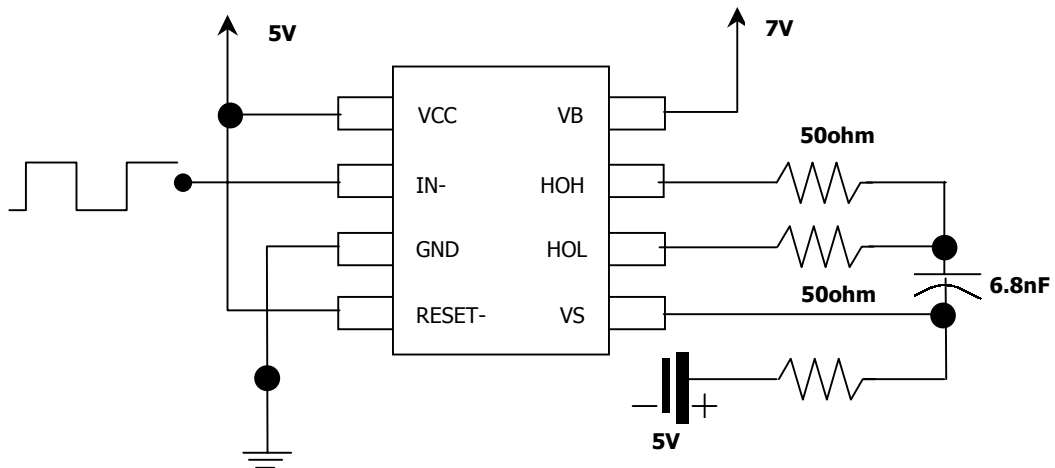 5V
7V
VCC
VB
50ohm
IN-
HOH
GND
HOL
50ohm
6.8nF
RESET-
VS
5V